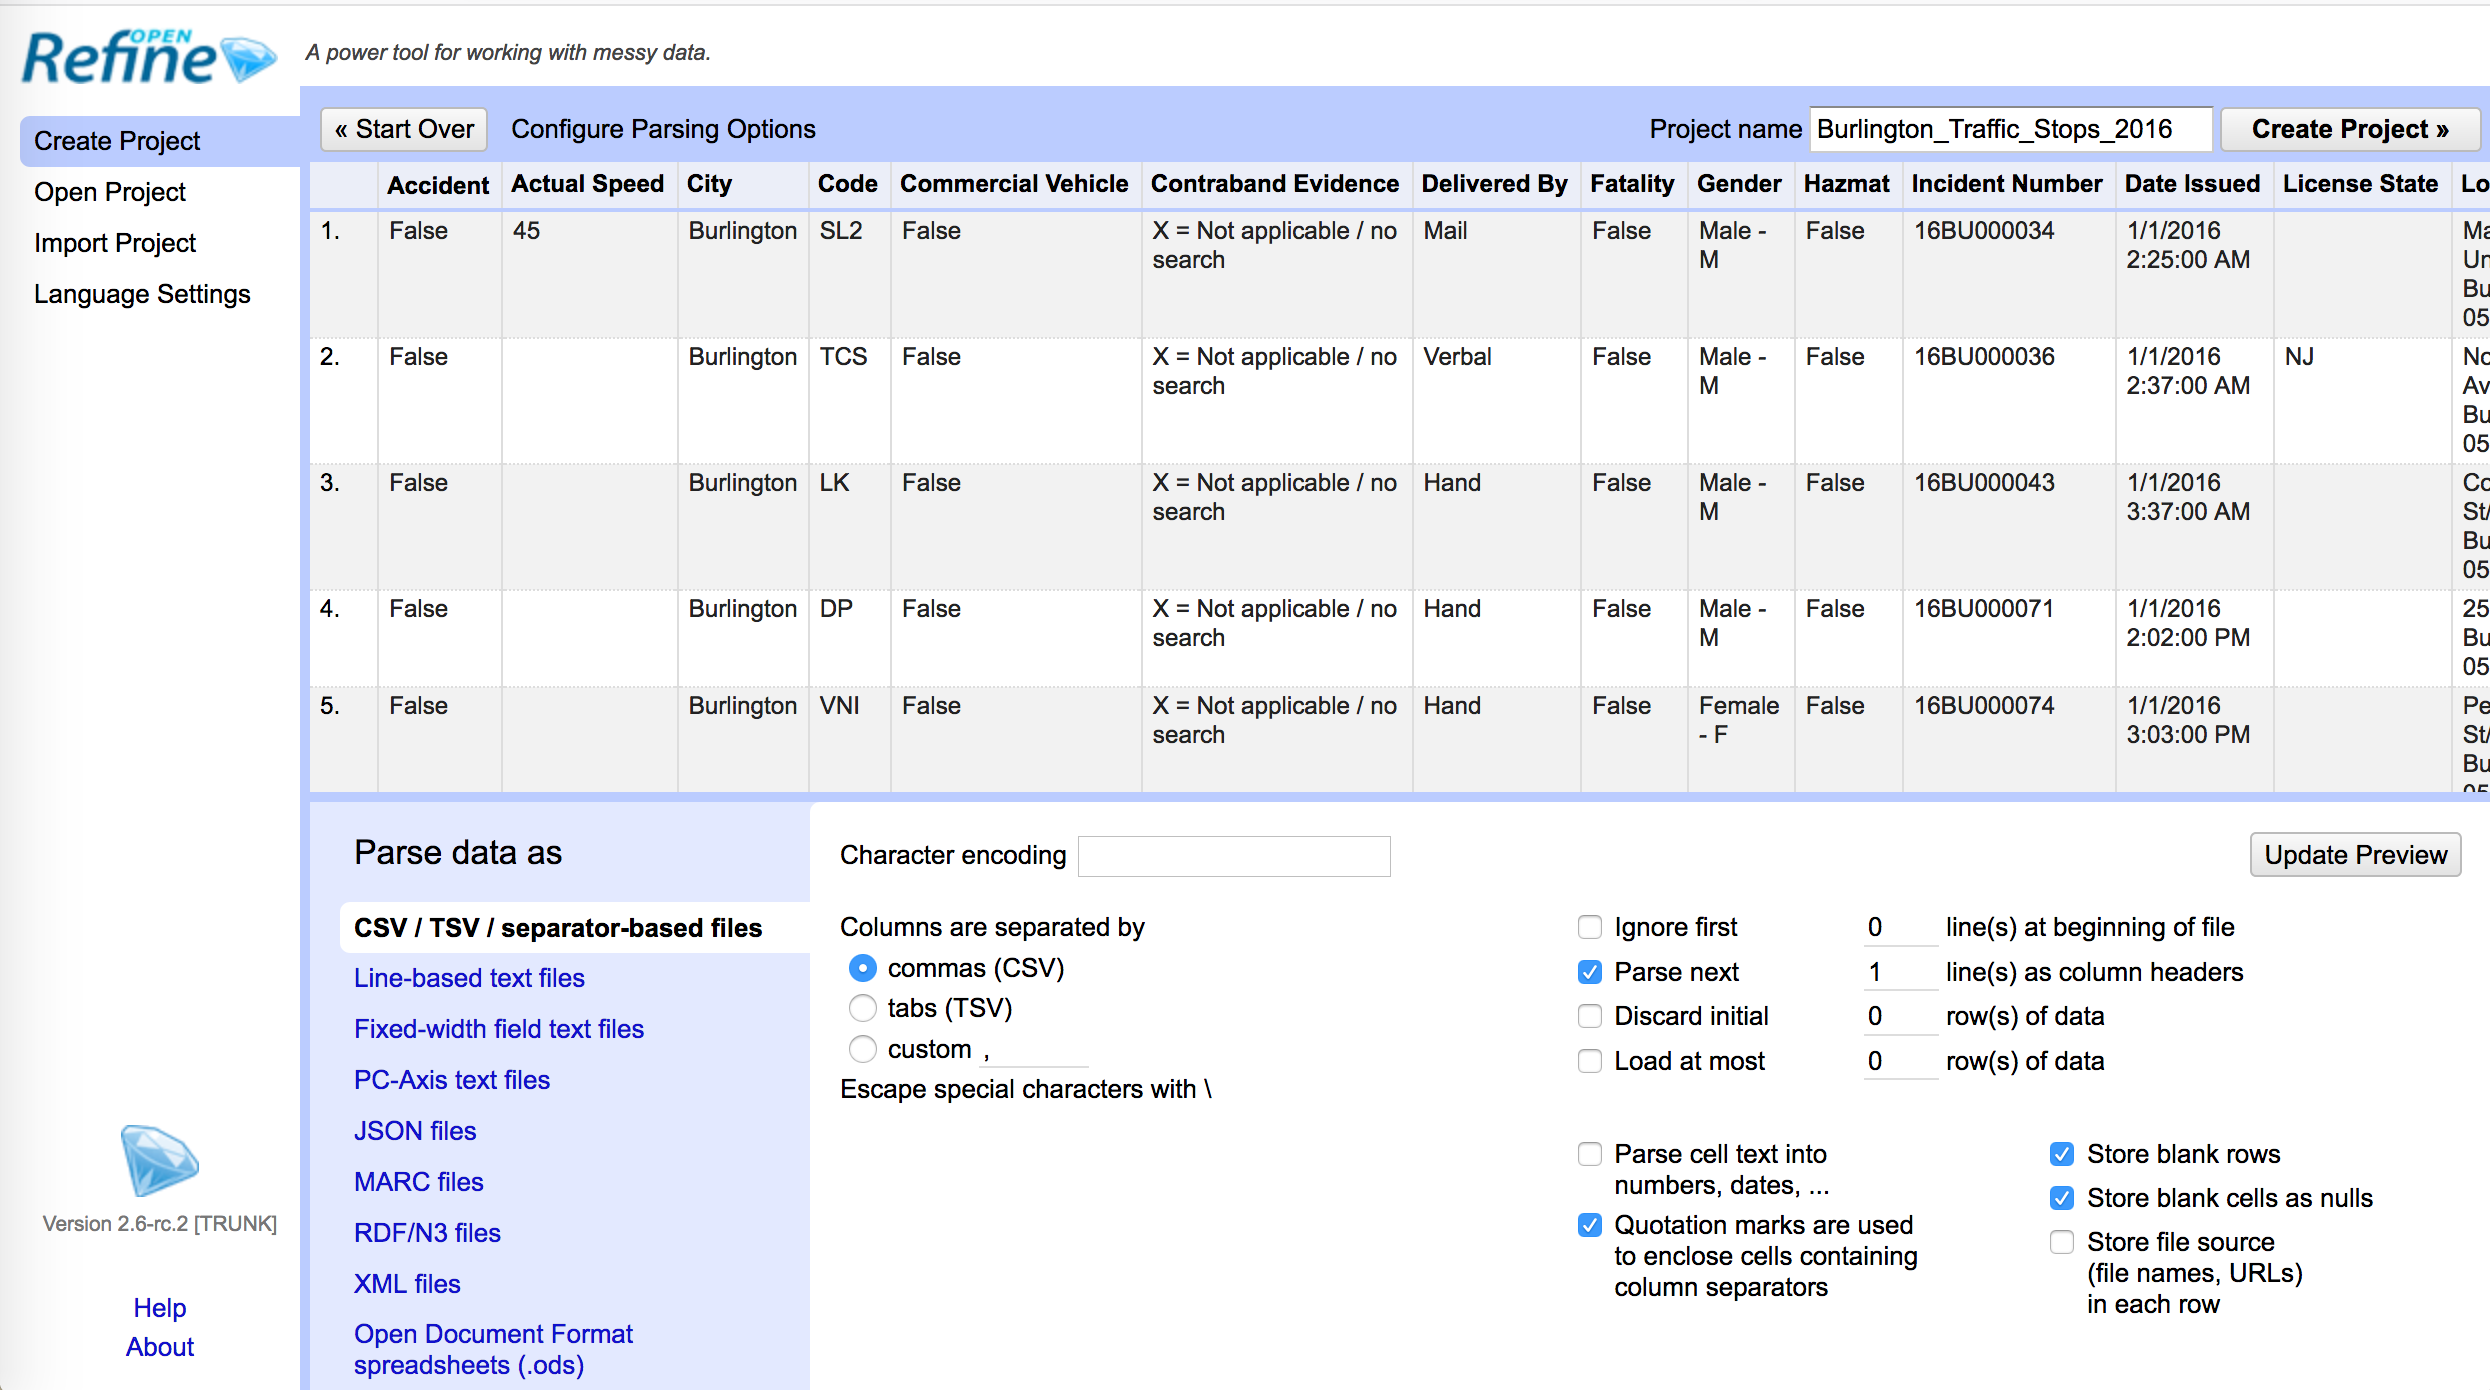 OPEN
Refine
A power tool for working with messy data.
Create Project
Open Project
Import Project
Language Settings
« Start Over Configure Parsing Options Project name Burlington_Traffic_Stops_2016 Create Project »
Accident Actual Speed City Code Commercial Vehicle Contraband Evidence Delivered By Fatality Gender Hazmat Incident Number Date Issued License State Lo
1. False 45 Burlington SL2 False X = Not applicable / no Mail False Male - False 16BU000034 1/1/2016 Ma
search M 2:25:00 AM Un
Bu
05
2. False Burlington TCS False X = Not applicable / no Verbal False Male - False 16BU000036 1/1/2016 NJ No
search M 2:37:00 AM Av
Bu
05
3. False Burlington LK False X = Not applicable / no Hand False Male - False 16BU000043 1/1/2016 Co
search M 3:37:00 AM St/
Bu
05
4. False Burlington DP False X = Not applicable / no Hand False Male - False 16BU000071 1/1/2016 25
search M 2:02:00 PM Bu
05
5. False Burlington VNI False X = Not applicable / no Hand False Female False 16BU000074 1/1/2016 Pe
search - F 3:03:00 PM St/
Bu
05
Parse data as
CSV / TSV / separator-based files
Line-based text files
Fixed-width field text files
PC-Axis text files
JSON files
MARC files
RDF/N3 files
XML files
Open Document Format
spreadsheets (.ods)
Character encoding
Update Preview
Columns are separated by
commas (CSV)
tabs (TSV)
custom ,
Escape special characters with \
Ignore first 0 line(s) at beginning of file
Parse next 1 line(s) as column headers
Discard initial 0 row(s) of data
Load at most 0 row(s) of data
Parse cell text into
numbers, dates, ...
Quotation marks are used
to enclose cells containing
column separators
Store blank rows
Store blank cells as nulls
Store file source
(file names, URLs)
in each row
Version 2.6-rc.2 [TRUNK]
Help
About